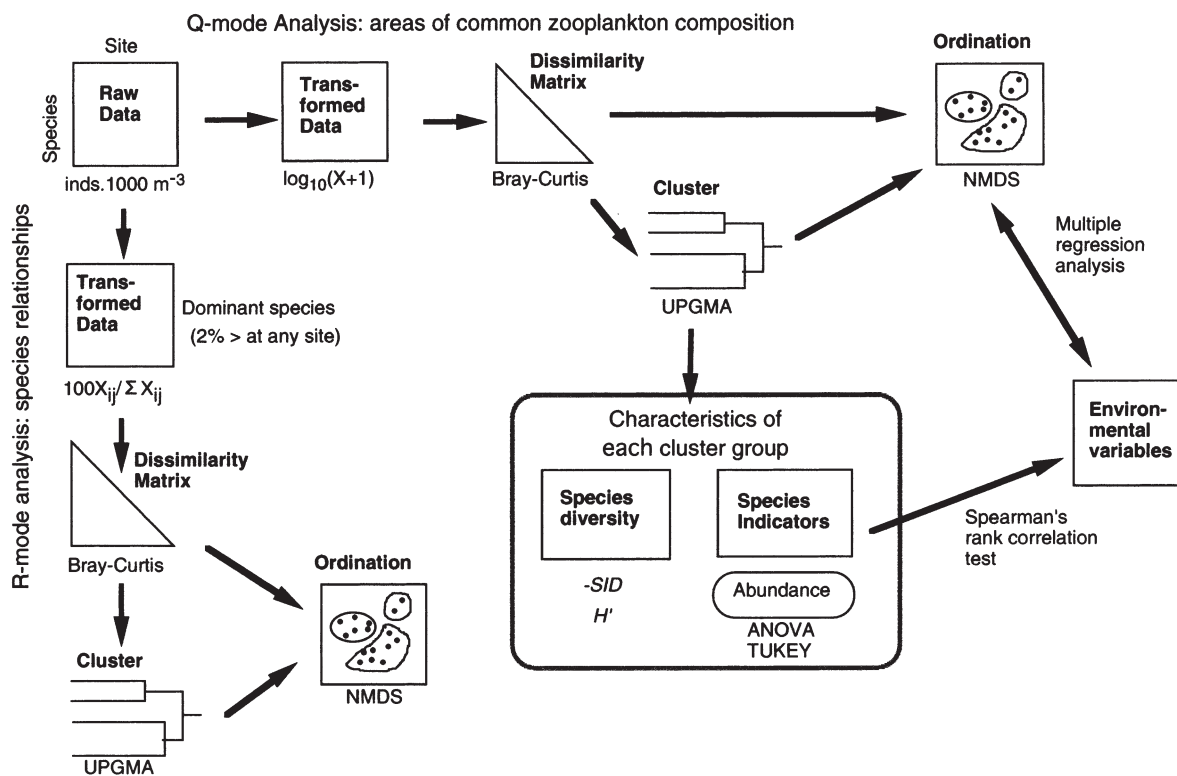 Q-mode Analysis: areas of common zooplankton composition
Site
Species
Raw
Data
inds.1000 m⁻³
Trans-
formed
Data
log₁₀(X+1)
Dissimilarity
Matrix
Bray-Curtis
Ordination
NMDS
Cluster
UPGMA
Multiple
regression
analysis
R-mode analysis: species relationships
Trans-
formed
Data
Dominant species
(2% > at any site)
100Xᵢⱼ/ Σ Xᵢⱼ
Dissimilarity
Matrix
Bray-Curtis
Cluster
UPGMA
Ordination
NMDS
Characteristics of
each cluster group
Species
diversity
-SID
H'
Species
Indicators
Abundance
ANOVA
TUKEY
Environ-
mental
variables
Spearman's
rank correlation
test